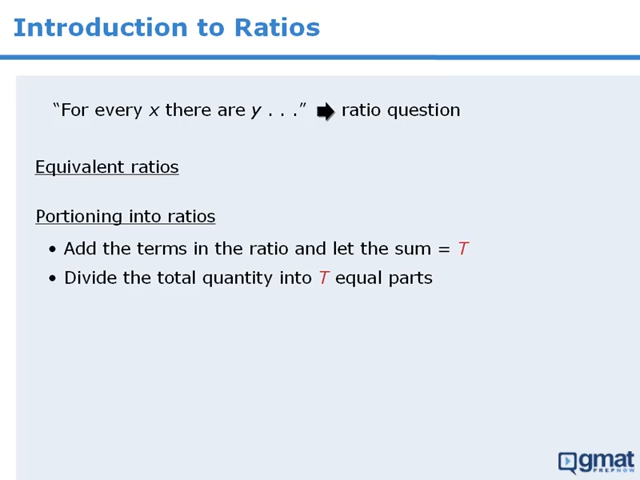 Introduction to Ratios
“For every x there are y . . .” ➡ ratio question
Equivalent ratios
Portioning into ratios
• Add the terms in the ratio and let the sum = T
• Divide the total quantity into T equal parts
gmat
PREPNOW